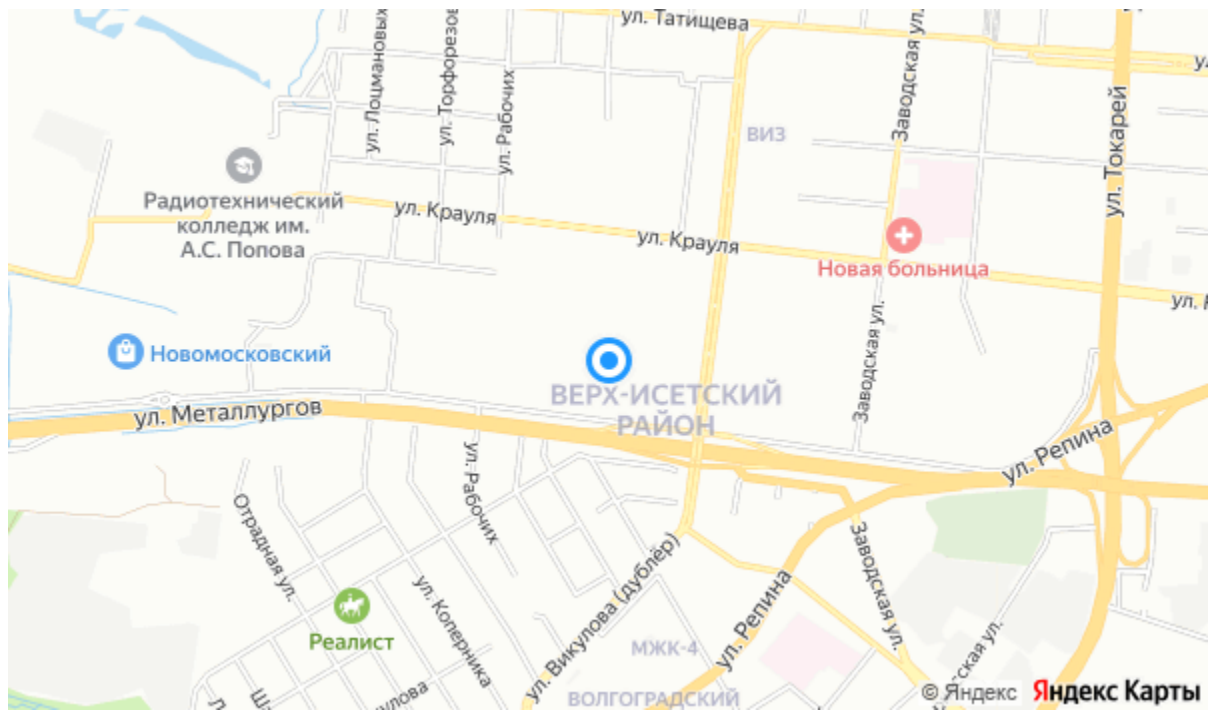 ул. Татищева
Заводская ул.
ул. Лоцмановых
ул. Торфорезов
ул. Рабочих
ВИЗ
ул. Токарей
Радиотехнический
колледж им.
А.С. Попова
ул. Крауля
ул. Крауля
Новая больница
Новомосковский
Заводская ул.
ВЕРХ-ИСЕТСКИЙ
РАЙОН
ул. Металлургов
ул. Репина
ул. Рабочих
Отрадная ул.
ул. Коперника
Реалист
ул. Викулова (дублёр)
ул. Репина
Заводская ул.
МЖК-4
ВОЛГОГРАДСКИЙ
© Яндекс Яндекс Карты